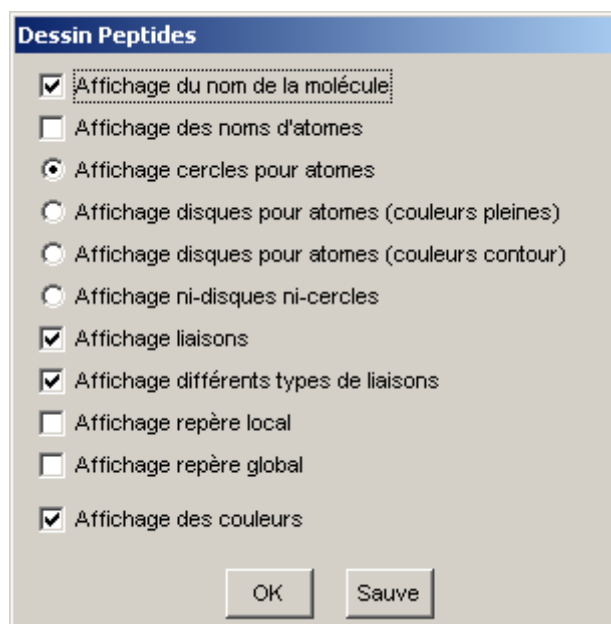 Dessin Peptides
Affichage du nom de la molécule
Affichage des noms d'atomes
Affichage cercles pour atomes
Affichage disques pour atomes (couleurs pleines)
Affichage disques pour atomes (couleurs contour)
Affichage ni-disques ni-cercles
Affichage liaisons
Affichage différents types de liaisons
Affichage repère local
Affichage repère global
Affichage des couleurs
OK Sauve